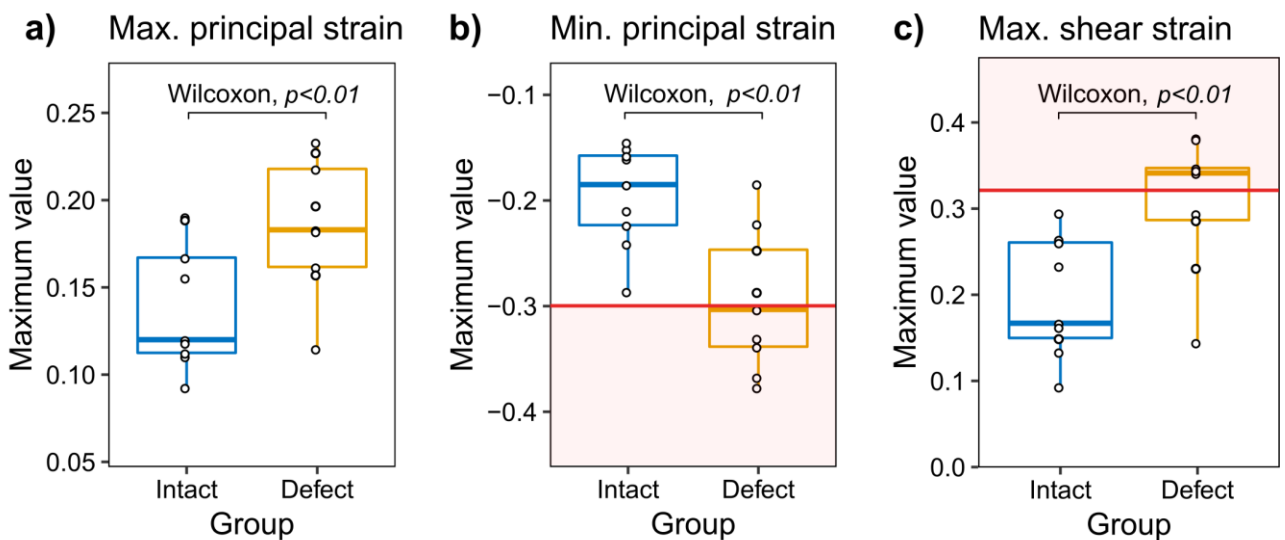 a) Max. principal strain
Wilcoxon, p<0.01
Maximum value
0.25
0.20
0.15
0.10
0.05
Intact
Defect
Group
b) Min. principal strain
Wilcoxon, p<0.01
Maximum value
−0.1
−0.2
−0.3
−0.4
Intact
Defect
Group
c) Max. shear strain
Wilcoxon, p<0.01
Maximum value
0.4
0.3
0.2
0.1
0.0
Intact
Defect
Group